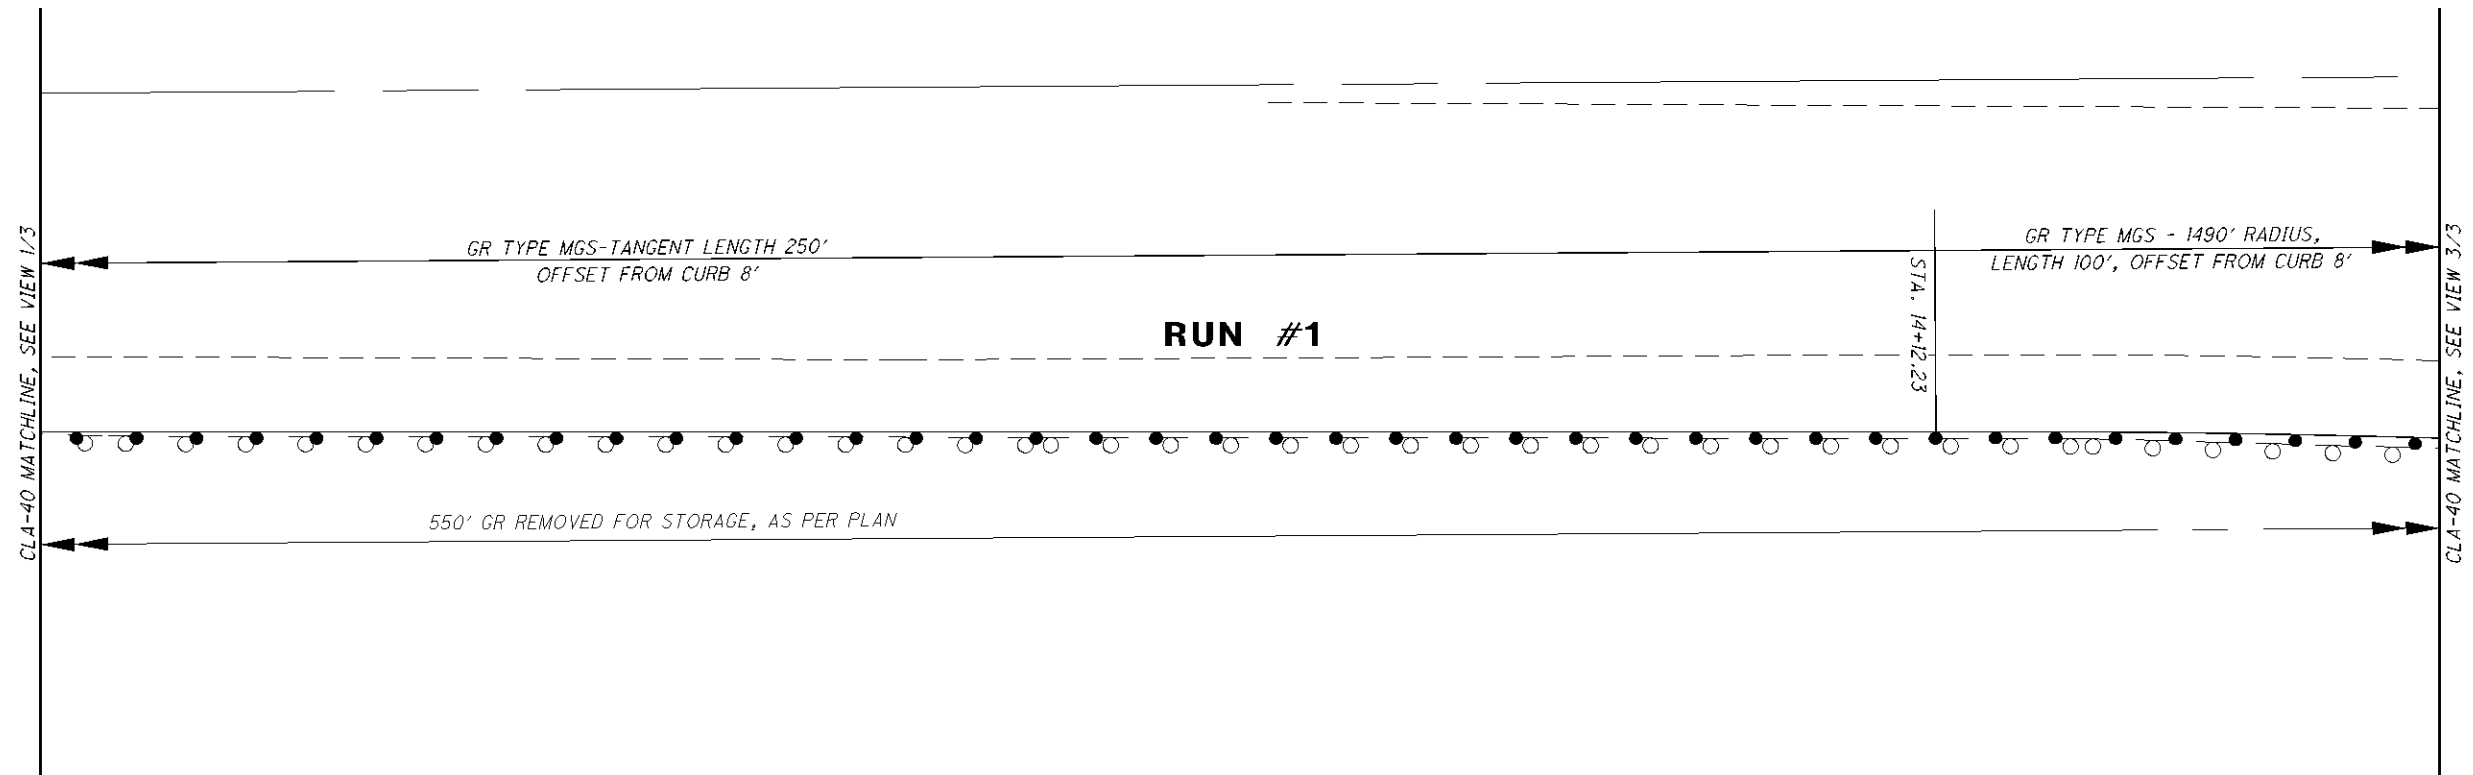 CLA-40 MATCHLINE, SEE VIEW 1/3
GR TYPE MGS-TANGENT LENGTH 250'
OFFSET FROM CURB 8'
GR TYPE MGS - 1490' RADIUS,
LENGTH 100', OFFSET FROM CURB 8'
STA. 14+12.23
RUN #1
550' GR REMOVED FOR STORAGE, AS PER PLAN
CLA-40 MATCHLINE, SEE VIEW 3/3